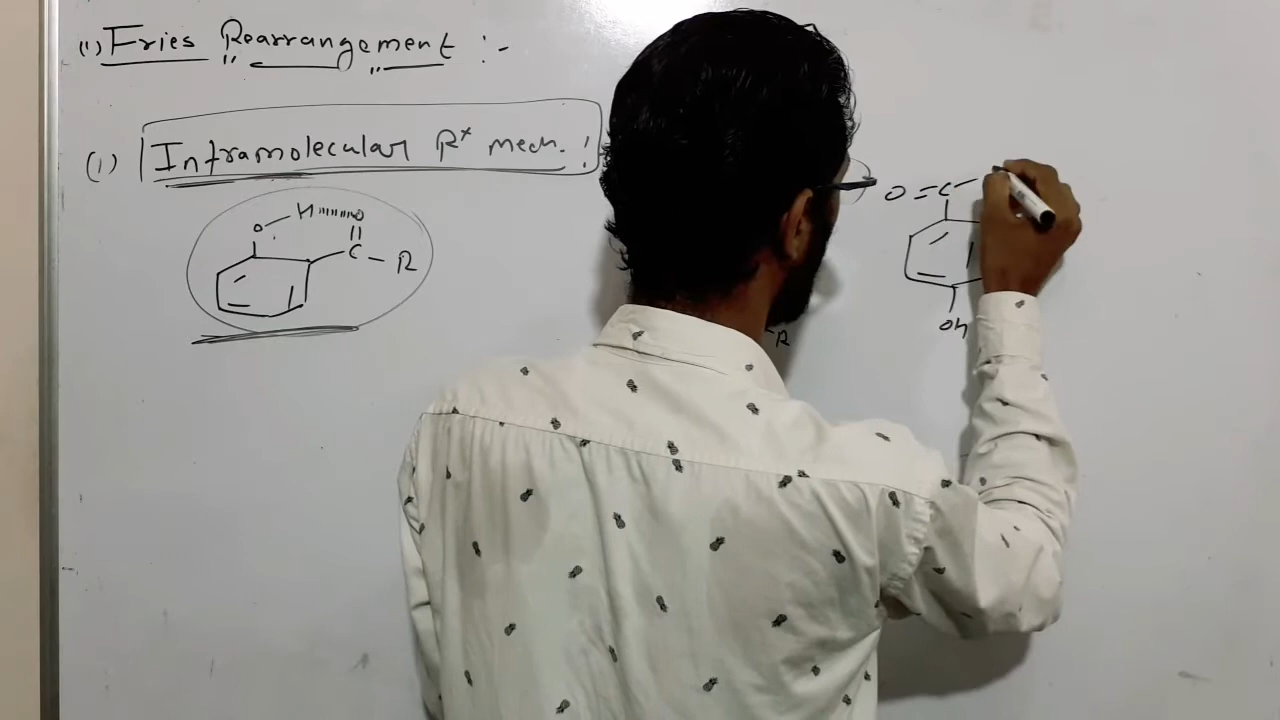 (1) Fries Rearrangement :-
(1) Intramolecular Rˣ mech. !
H O
O
C - R
O = C -
OH
- R